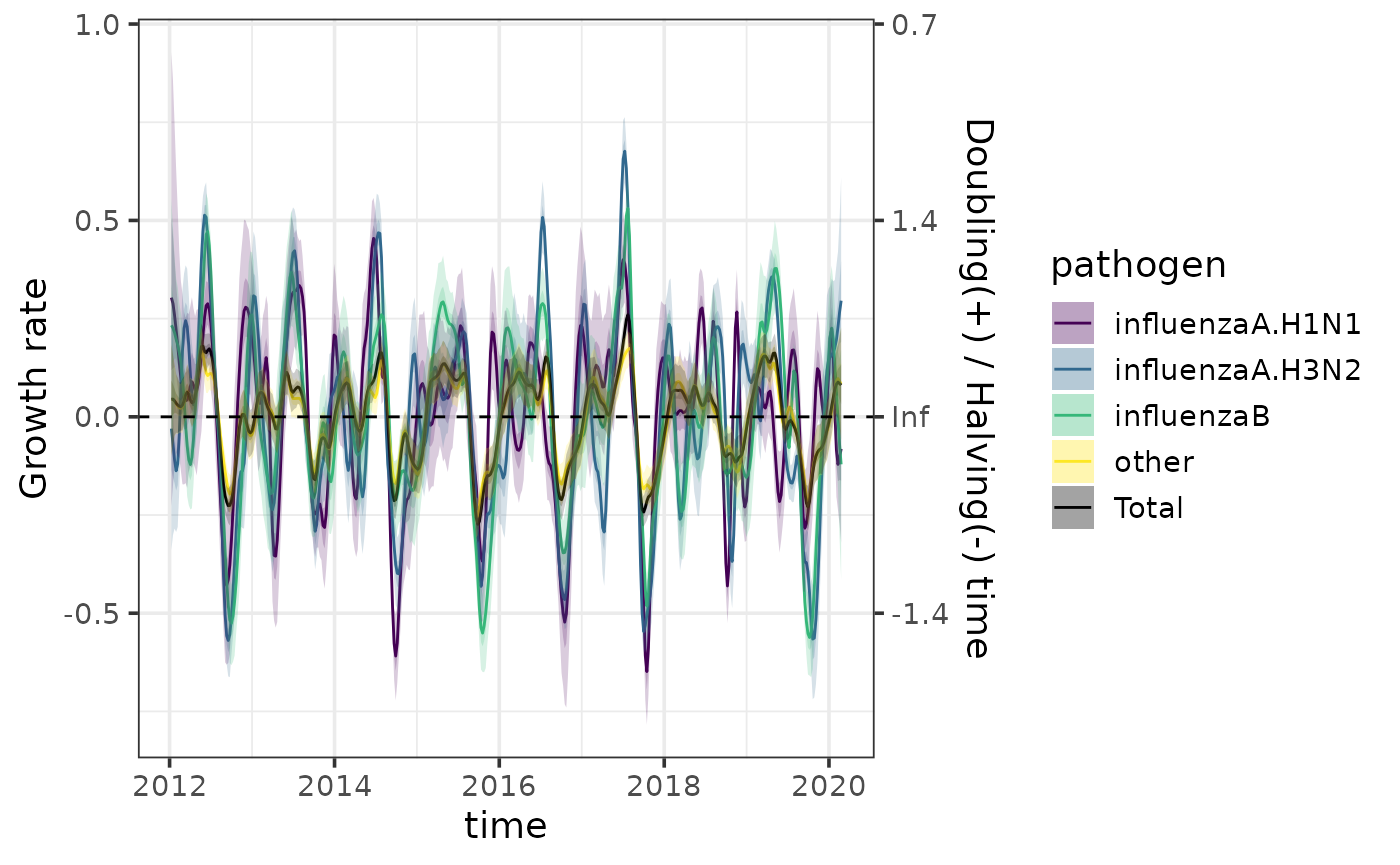 1.0
0.5
0.0
-0.5
Growth rate
0.7
1.4
Inf
-1.4
Doubling(+) / Halving(-) time
2012
2014
2016
2018
2020
time
pathogen
influenzaA.H1N1
influenzaA.H3N2
influenzaB
other
Total